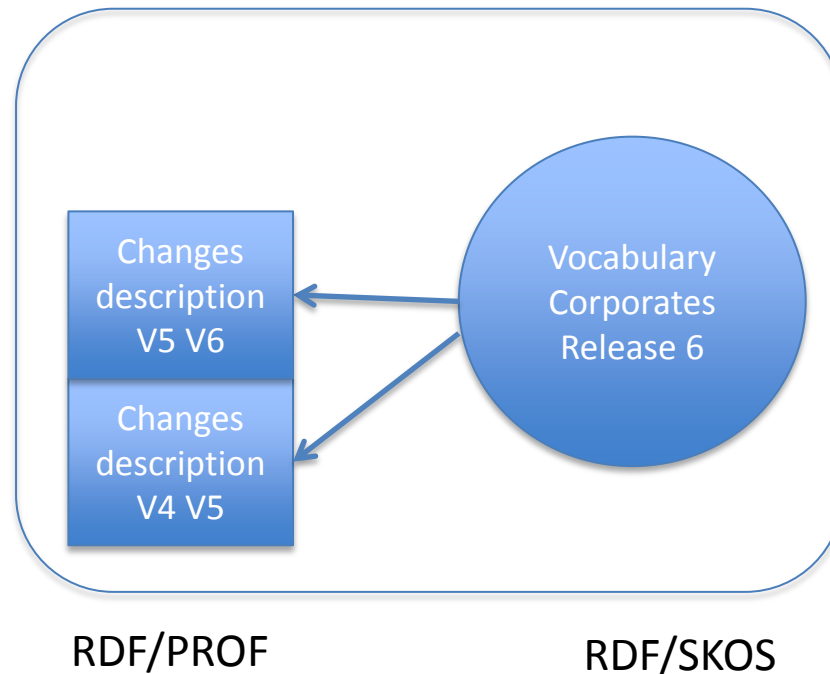 Changes
description
V5 V6
Changes
description
V4 V5
Vocabulary
Corporates
Release 6
RDF/PROF
RDF/SKOS